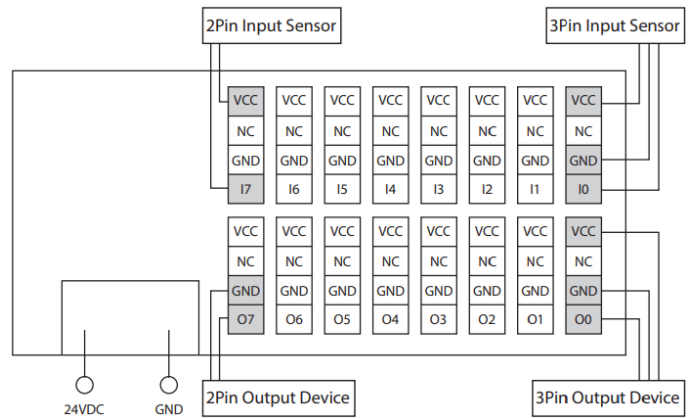 2Pin Input Sensor 3Pin Input Sensor
VCC VCC VCC VCC VCC VCC VCC VCC
NC NC NC NC NC NC NC NC
GND GND GND GND GND GND GND GND
I7 I6 I5 I4 I3 I2 I1 I0
VCC VCC VCC VCC VCC VCC VCC VCC
NC NC NC NC NC NC NC NC
GND GND GND GND GND GND GND GND
O7 O6 O5 O4 O3 O2 O1 O0
24VDC GND 2Pin Output Device 3Pin Output Device